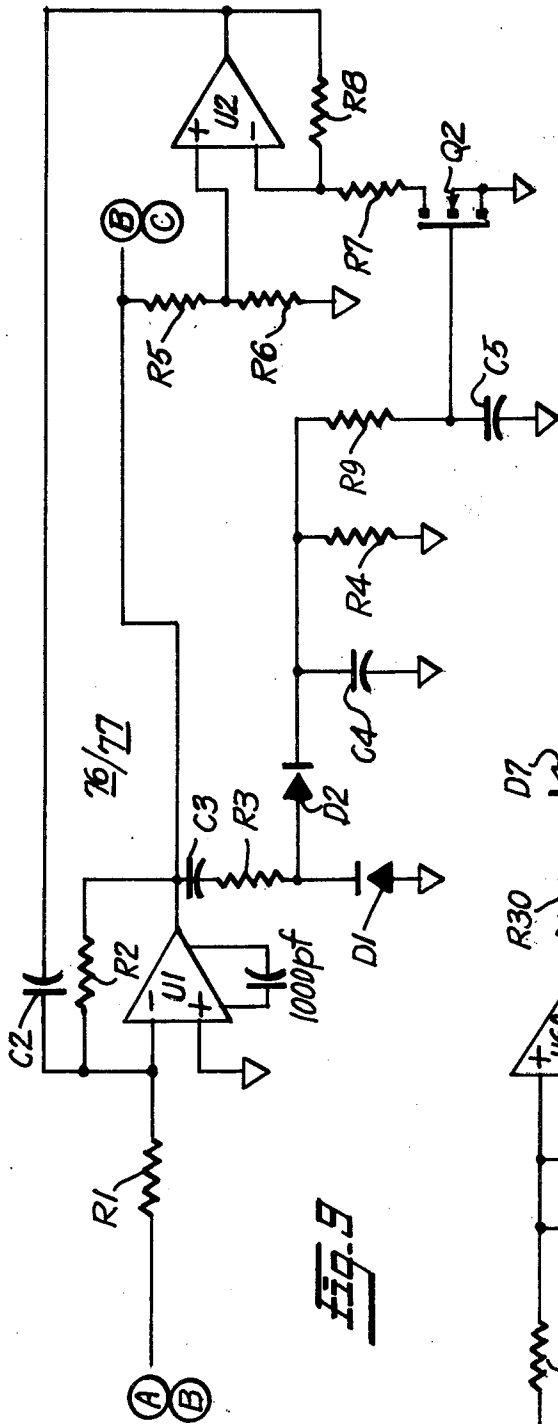 C2
R2
R1
A
B
−
U1
+
1000pf
76/77
C3
R3
D1
D2
C4
R4
R9
C5
R5
R6
B
C
+
U2
−
R8
R7
Q2
Fig. 9
+
R30
D7